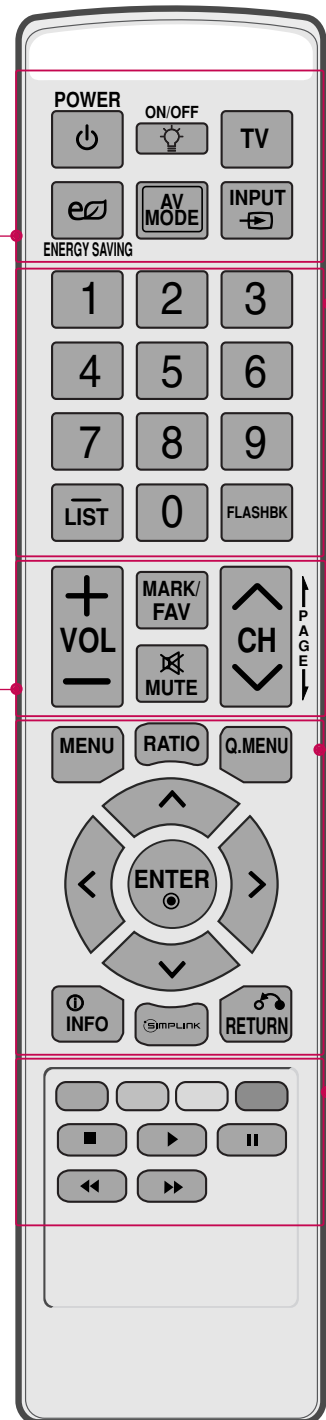 POWER
ON/OFF
TV
ENERGY SAVING
AV
MODE
INPUT
1 2 3
4 5 6
7 8 9
LIST 0 FLASHBK
VOL
MARK/
FAV
MUTE
CH
PAGE
MENU RATIO Q.MENU
ENTER
INFO
SIMPLINK
RETURN